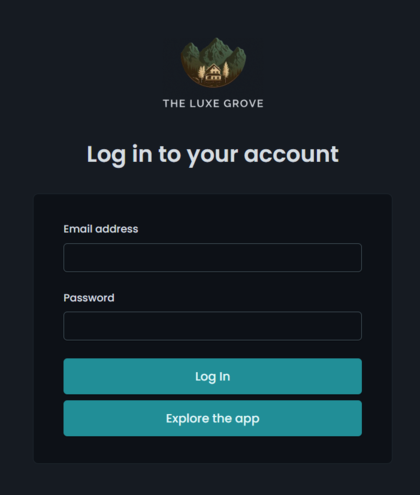 THE LUXE GROVE
Log in to your account
Email address
Password
Log In
Explore the app